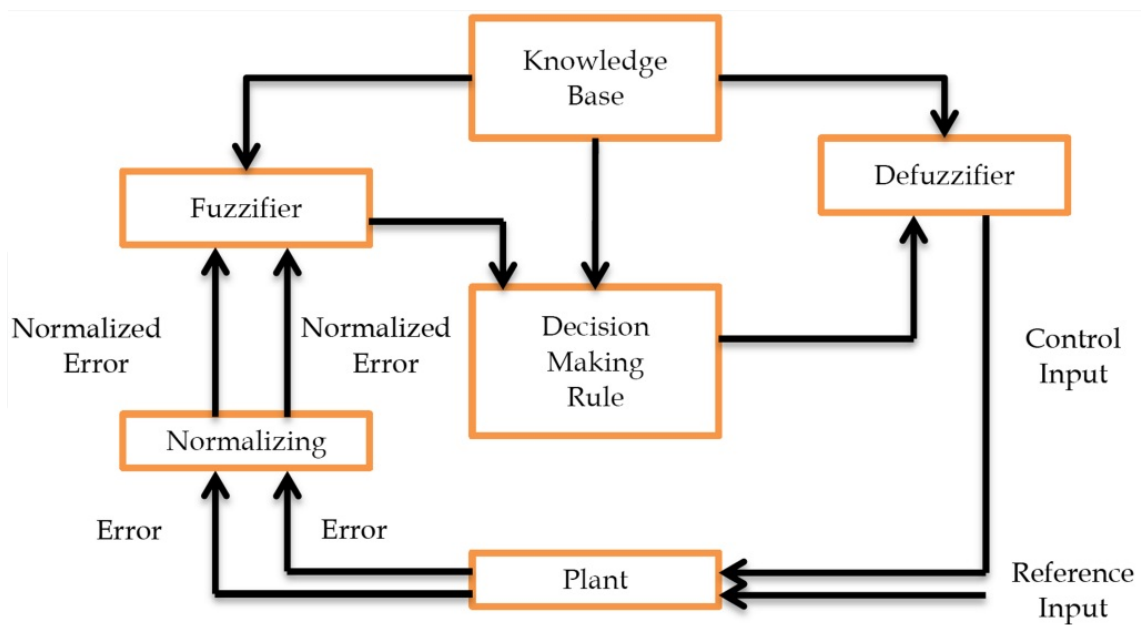 Knowledge
Base
Defuzzifier
Fuzzifier
Normalized
Error
Normalized
Error
Decision
Making
Rule
Control
Input
Normalizing
Error
Error
Plant
Reference
Input